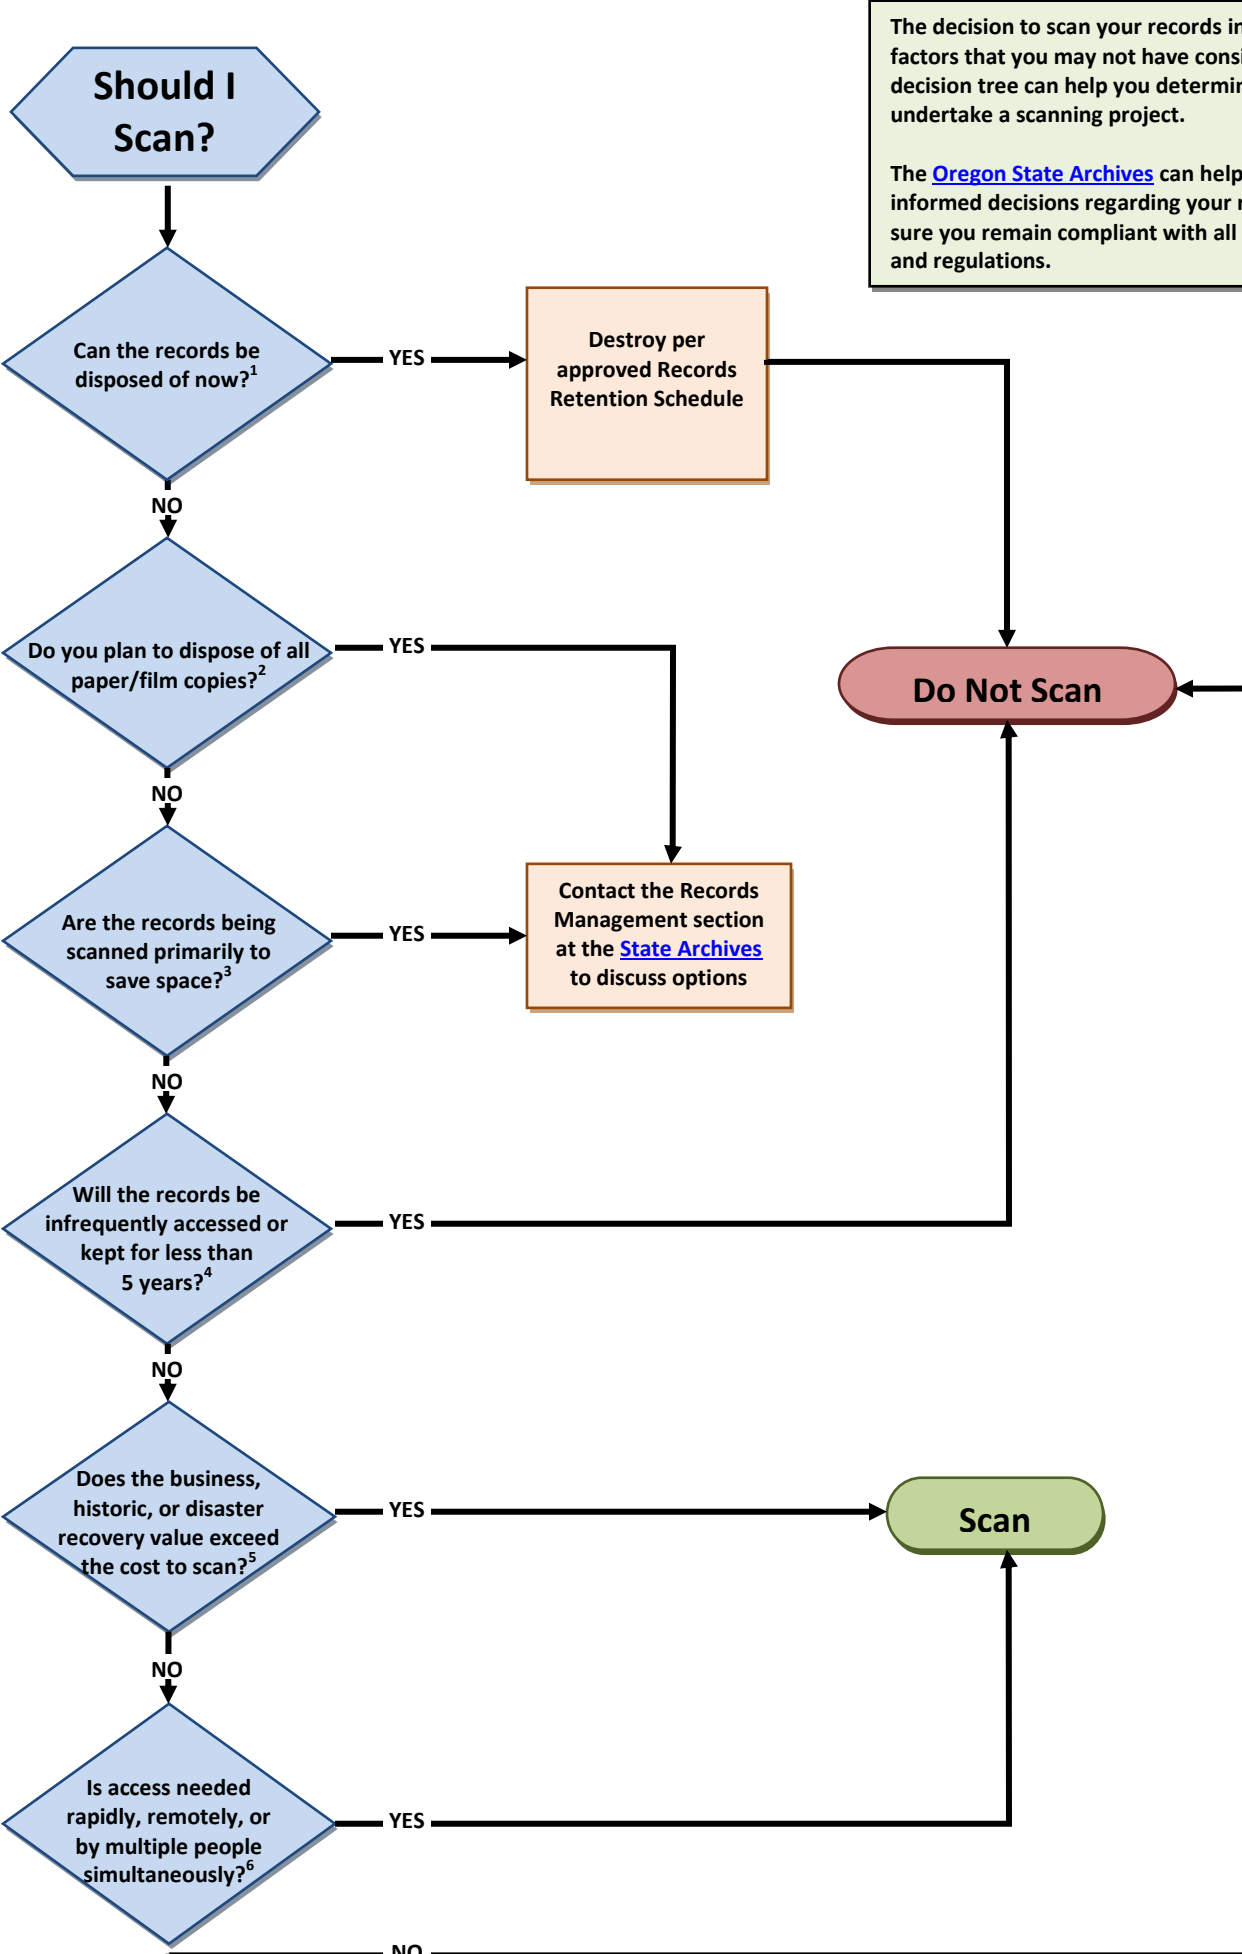 Should I
Scan?
The decision to scan your records
factors that you may not have
decision tree can help you
undertake a scanning project.
The Oregon State Archives can help
informed decisions regarding your
sure you remain compliant with all
and regulations.
Can the records be
disposed of now?1
YES
Destroy per
approved Records
Retention Schedule
NO
Do you plan to dispose of all
paper/film copies?2
YES
Do Not Scan
NO
Are the records being
scanned primarily to
save space?3
YES
Contact the Records
Management section
at the State Archives
to discuss options
NO
Will the records be
infrequently accessed or
kept for less than
5 years?4
YES
NO
Does the business,
historic, or disaster
recovery value exceed
the cost to scan?5
YES
Scan
NO
Is access needed
rapidly, remotely, or
by multiple people
simultaneously?6
YES
NO